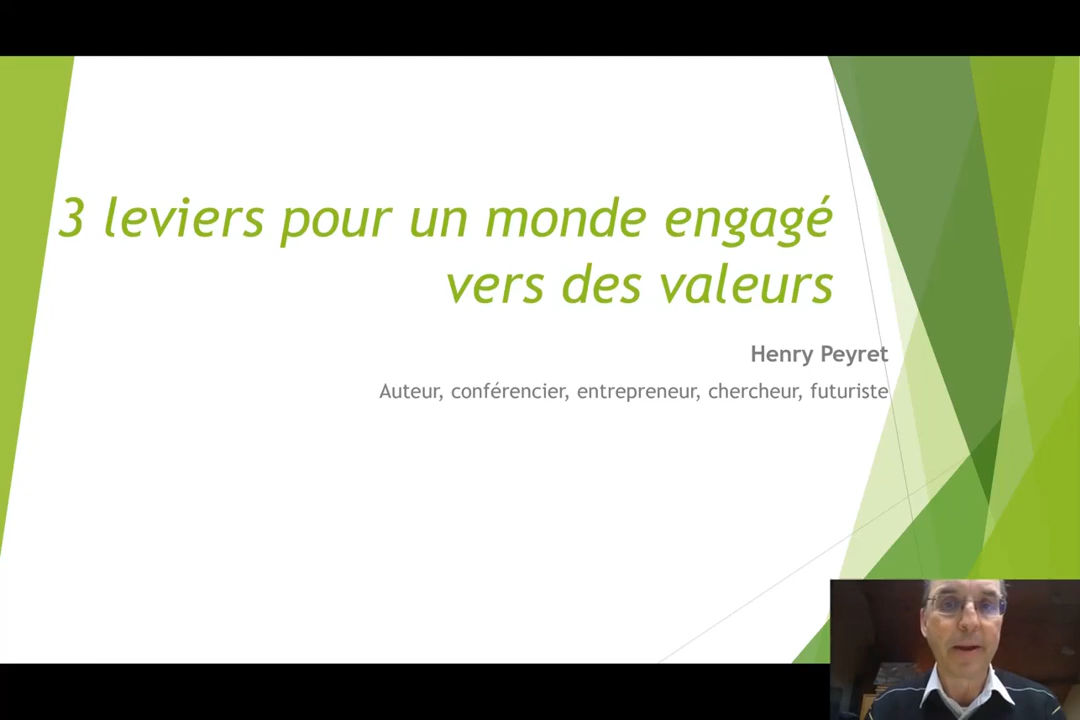 3 leviers pour un monde engagé
vers des valeurs
Henry Peyret
Auteur, conférencier, entrepreneur, chercheur, futuriste